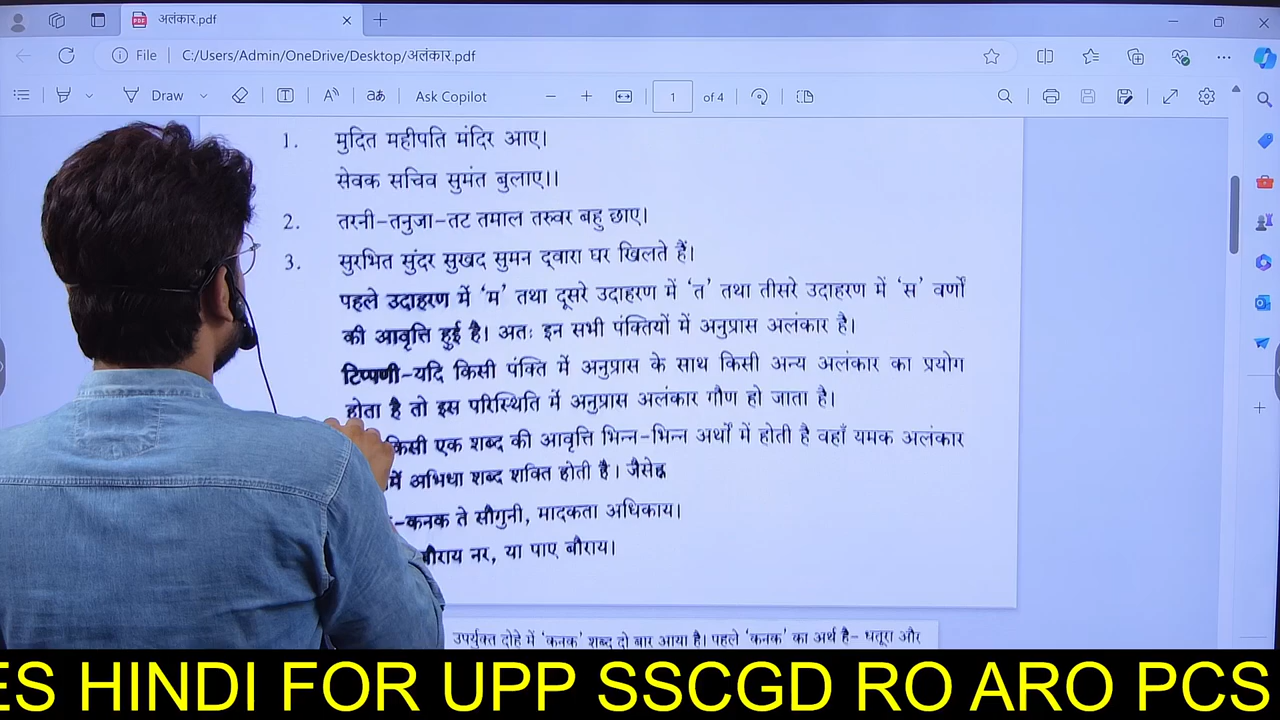 अलंकार.pdf
File C:/Users/Admin/OneDrive/Desktop/अलंकार.pdf
Draw aあ Ask Copilot 1 of 4
1. मुदित महीपति मंदिर आए।
सेवक सचिव सुमंत बुलाए।।
2. तरनी-तनुजा-तट तमाल तरुवर बहु छाए।
3. सुरभित सुंदर सुखद सुमन द्वारा घर खिलते हैं।
पहले उदाहरण में 'म' तथा दूसरे उदाहरण में 'त' तथा तीसरे उदाहरण में 'स' वर्णों
की आवृत्ति हुई है। अतः इन सभी पंक्तियों में अनुप्रास अलंकार है।
टिप्पणी-यदि किसी पंक्ति में अनुप्रास के साथ किसी अन्य अलंकार का प्रयोग
होता है तो इस परिस्थिति में अनुप्रास अलंकार गौण हो जाता है।
किसी एक शब्द की आवृत्ति भिन्न-भिन्न अर्थों में होती है वहाँ यमक अलंकार
में अभिधा शब्द शक्ति होती है। जैसेह्न
-कनक ते सौगुनी, मादकता अधिकाय।
बौराय नर, या पाए बौराय।
उपर्युक्त दोहे में 'कनक' शब्द दो बार आया है। पहले 'कनक' का अर्थ है- धतूरा और
ES HINDI FOR UPP SSCGD RO ARO PCS